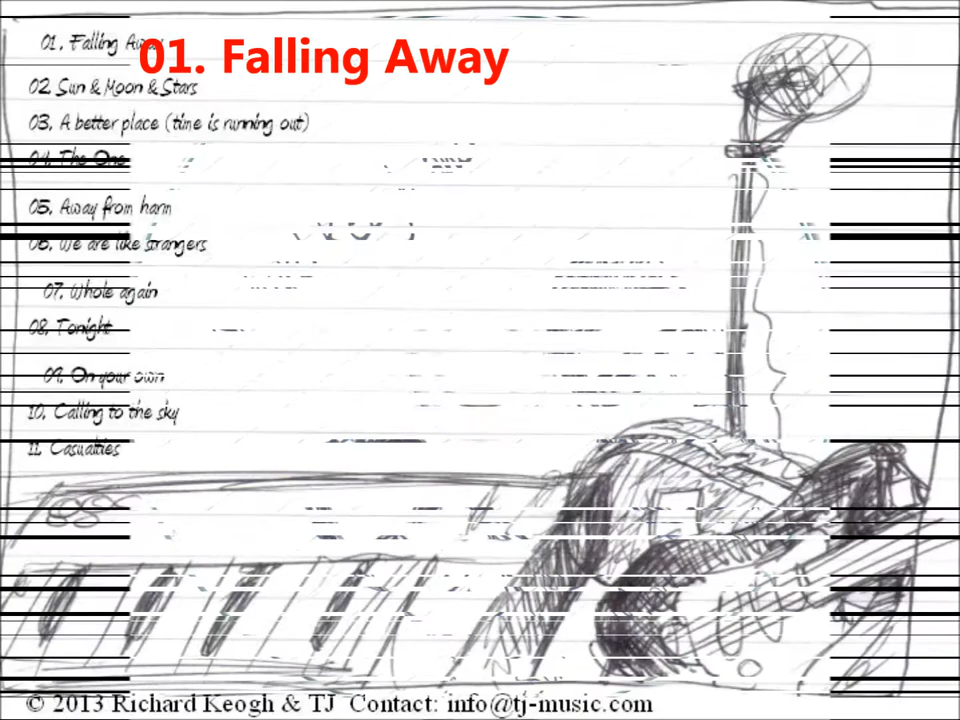 01. Falling Away
01. Falling Away
02. Sun & Moon & Stars
03. A better place (time is running out)
04. The One
05. Away from harm
06. We are like strangers
07. Whole again
08. Tonight
09. On your own
10. Calling to the sky
11. Casualties
© 2013 Richard Keogh & TJ Contact: info@tj-music.com